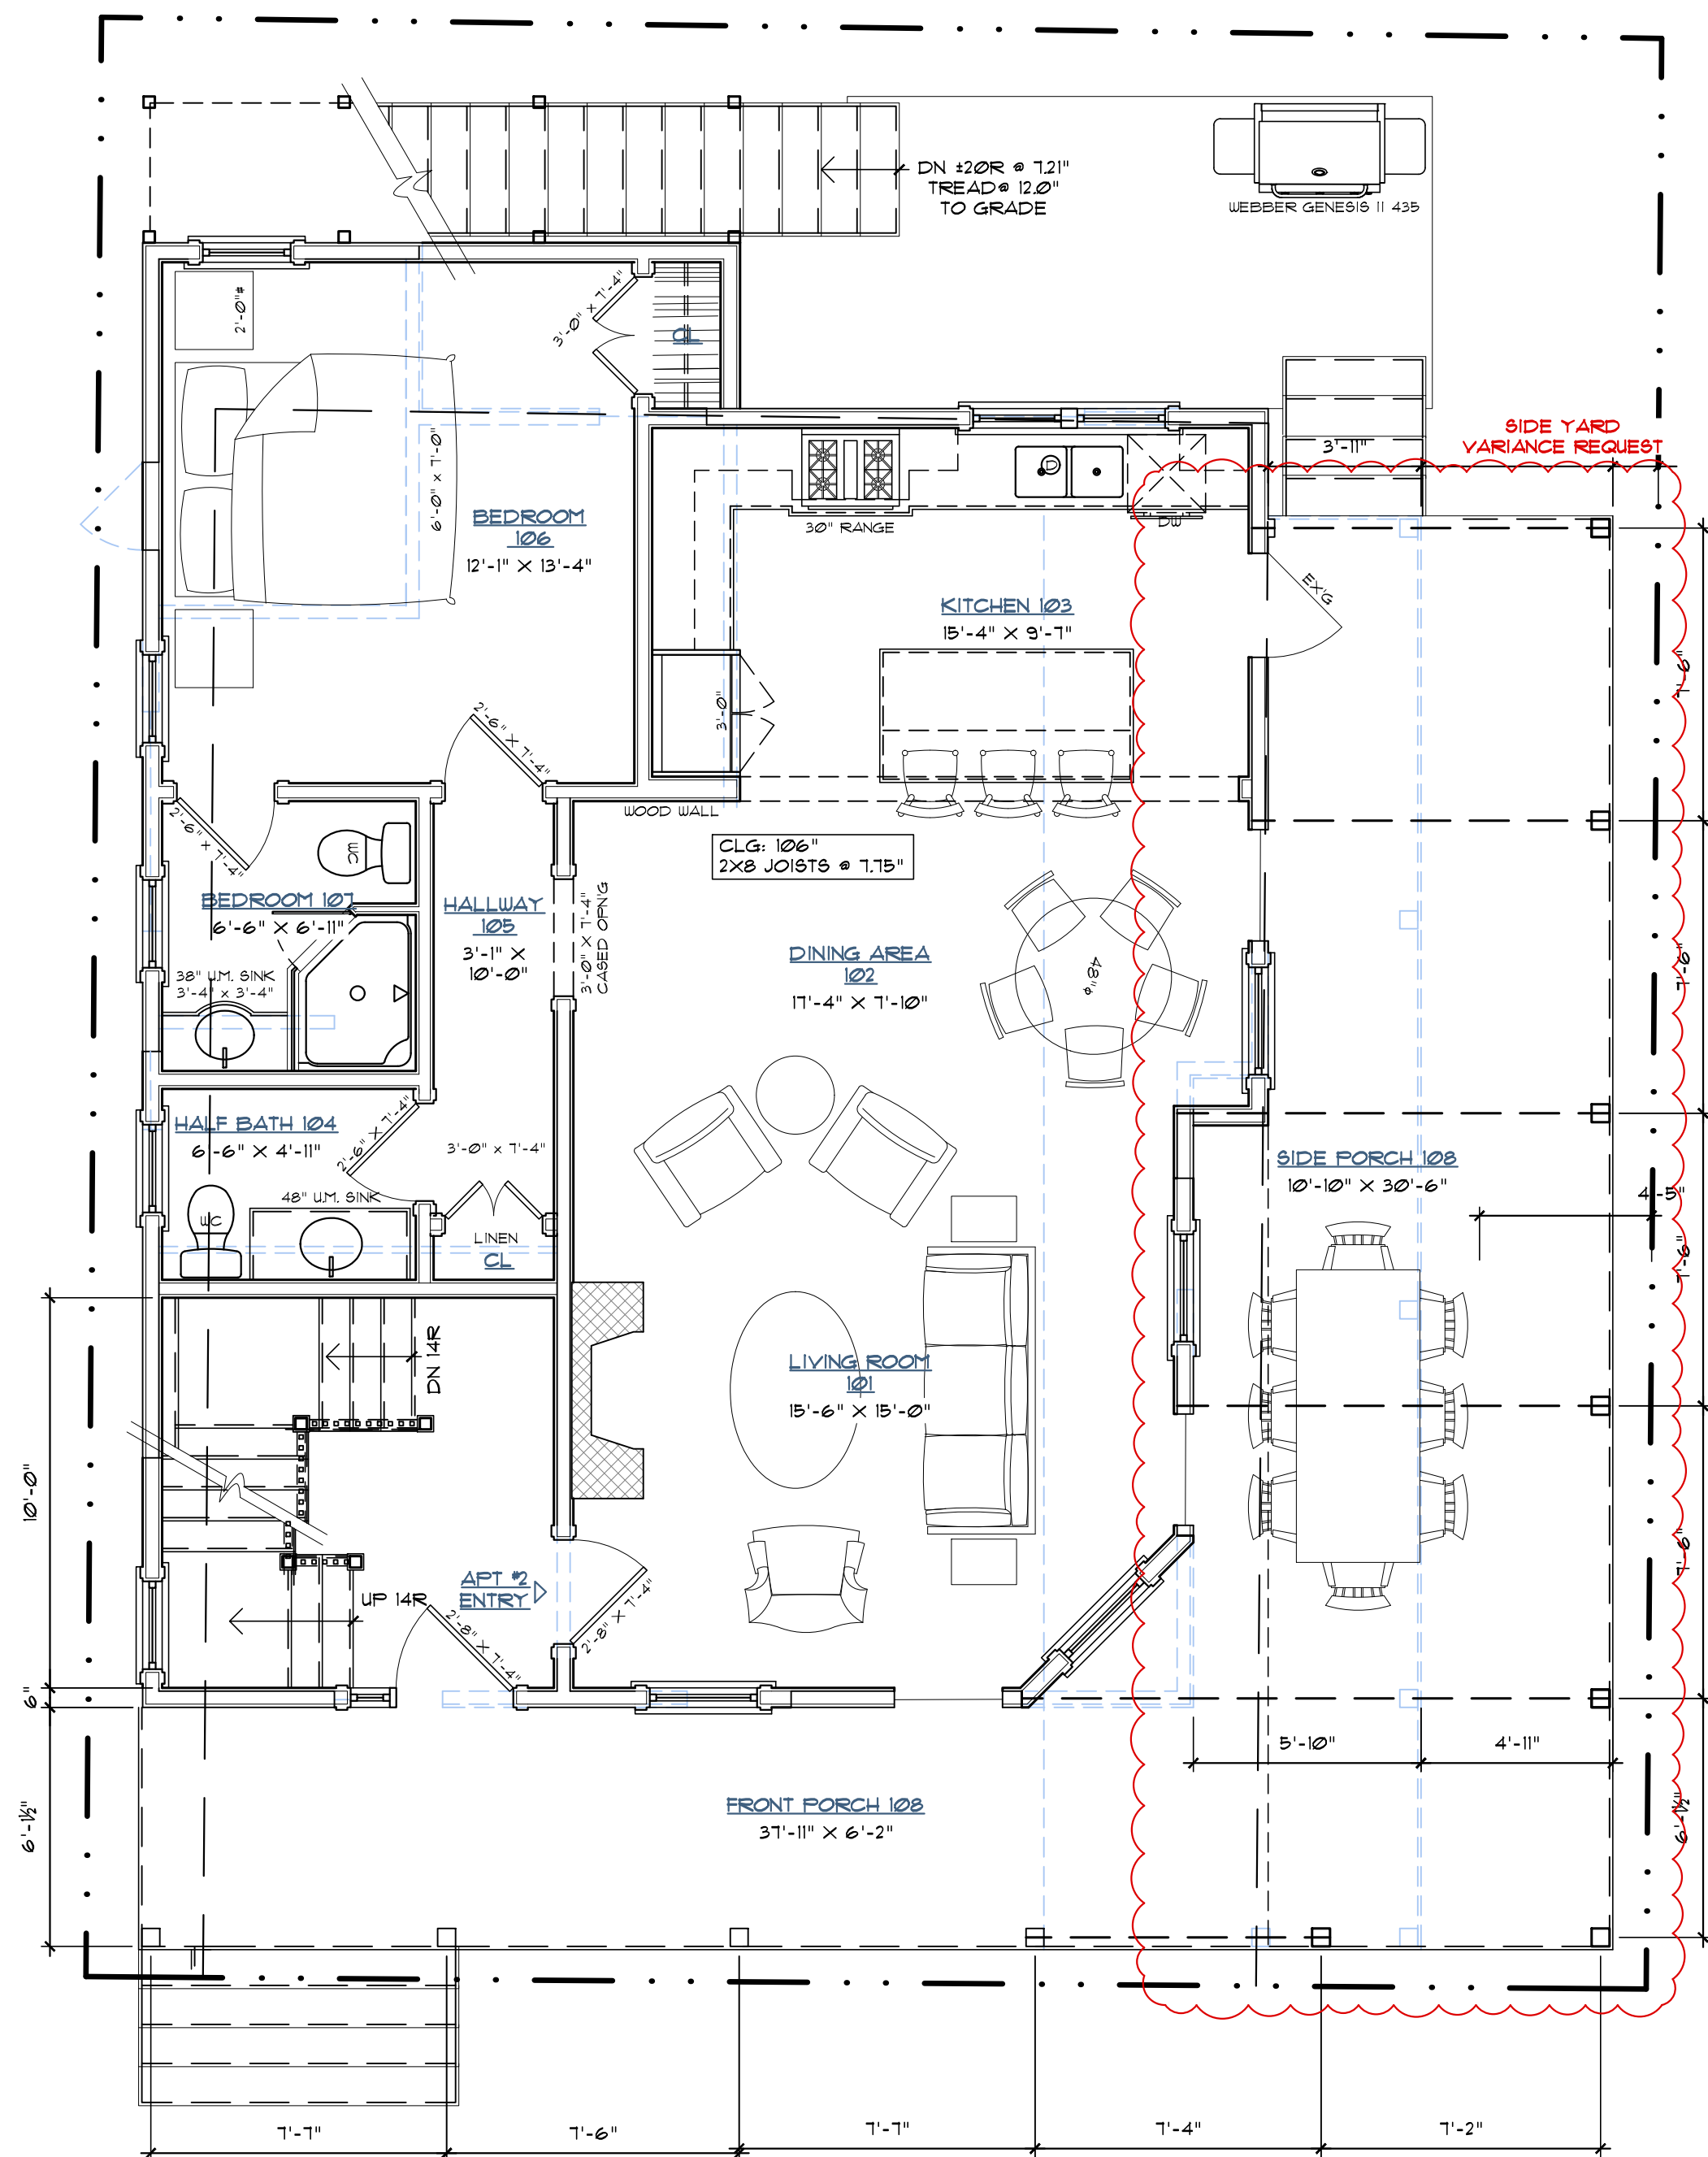 DN ±20R @ 7.21"
TREAD@ 12.0"
TO GRADE
WEBBER GENESIS II 435
SIDE YARD
VARIANCE REQUEST
3'-11"
2'-0"#
3'-0" X 7'-4"
CL
6'-0" X 7'-0"
BEDROOM
106
12'-1" X 13'-4"
30" RANGE
D
DW
EX'G
KITCHEN 103
15'-4" X 9'-7"
7'-6"
3'-0"
2'-6" X 7'-4"
2'-6" X 7'-4"
WOOD WALL
CLG: 106"
2X8 JOISTS @ 7.75"
WC
BEDROOM 107
6'-6" X 6'-11"
HALLWAY
105
3'-1" X
10'-0"
3'-0" X 7'-4"
CASED OPN'G
38" U.M. SINK
3'-4" x 3'-4"
DINING AREA
102
17'-4" X 7'-10"
48"ø
7'-6"
HALF BATH 104
6'-6" X 4'-11"
2'-6" X 7'-4"
3'-0" x 7'-4"
SIDE PORCH 108
10'-10" X 30'-6"
4'-5"
48" U.M. SINK
WC
LINEN
CL
7'-6"
DN 14R
LIVING ROOM
101
15'-6" X 15'-0"
10'-0"
7'-6"
APT #2
ENTRY
UP 14R
2'-8" X 7'-4"
2'-8" X 7'-4"
6"
5'-10"
4'-11"
FRONT PORCH 108
37'-11" X 6'-2"
6'-1½"
6'-1½"
7'-7"
7'-6"
7'-7"
7'-4"
7'-2"